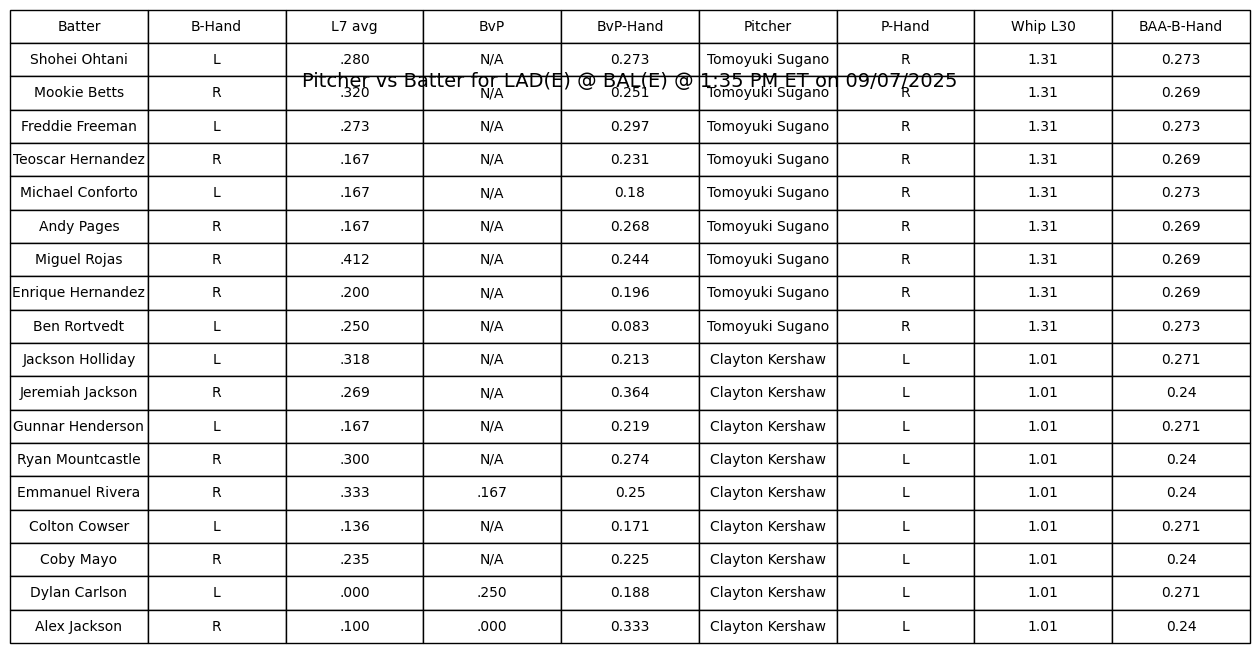 Batter B-Hand L7 avg BvP BvP-Hand Pitcher P-Hand Whip L30 BAA-B-Hand
Shohei Ohtani L .280 N/A 0.273 Tomoyuki Sugano R 1.31 0.273
Pitcher vs Batter for LAD(E) @ BAL(E) @ 1:35 PM ET on 09/07/2025
Mookie Betts R .320 N/A 0.251 Tomoyuki Sugano R 1.31 0.269
Freddie Freeman L .273 N/A 0.297 Tomoyuki Sugano R 1.31 0.273
Teoscar Hernandez R .167 N/A 0.231 Tomoyuki Sugano R 1.31 0.269
Michael Conforto L .167 N/A 0.18 Tomoyuki Sugano R 1.31 0.273
Andy Pages R .167 N/A 0.268 Tomoyuki Sugano R 1.31 0.269
Miguel Rojas R .412 N/A 0.244 Tomoyuki Sugano R 1.31 0.269
Enrique Hernandez R .200 N/A 0.196 Tomoyuki Sugano R 1.31 0.269
Ben Rortvedt L .250 N/A 0.083 Tomoyuki Sugano R 1.31 0.273
Jackson Holliday L .318 N/A 0.213 Clayton Kershaw L 1.01 0.271
Jeremiah Jackson R .269 N/A 0.364 Clayton Kershaw L 1.01 0.24
Gunnar Henderson L .167 N/A 0.219 Clayton Kershaw L 1.01 0.271
Ryan Mountcastle R .300 N/A 0.274 Clayton Kershaw L 1.01 0.24
Emmanuel Rivera R .333 .167 0.25 Clayton Kershaw L 1.01 0.24
Colton Cowser L .136 N/A 0.171 Clayton Kershaw L 1.01 0.271
Coby Mayo R .235 N/A 0.225 Clayton Kershaw L 1.01 0.24
Dylan Carlson L .000 .250 0.188 Clayton Kershaw L 1.01 0.271
Alex Jackson R .100 .000 0.333 Clayton Kershaw L 1.01 0.24